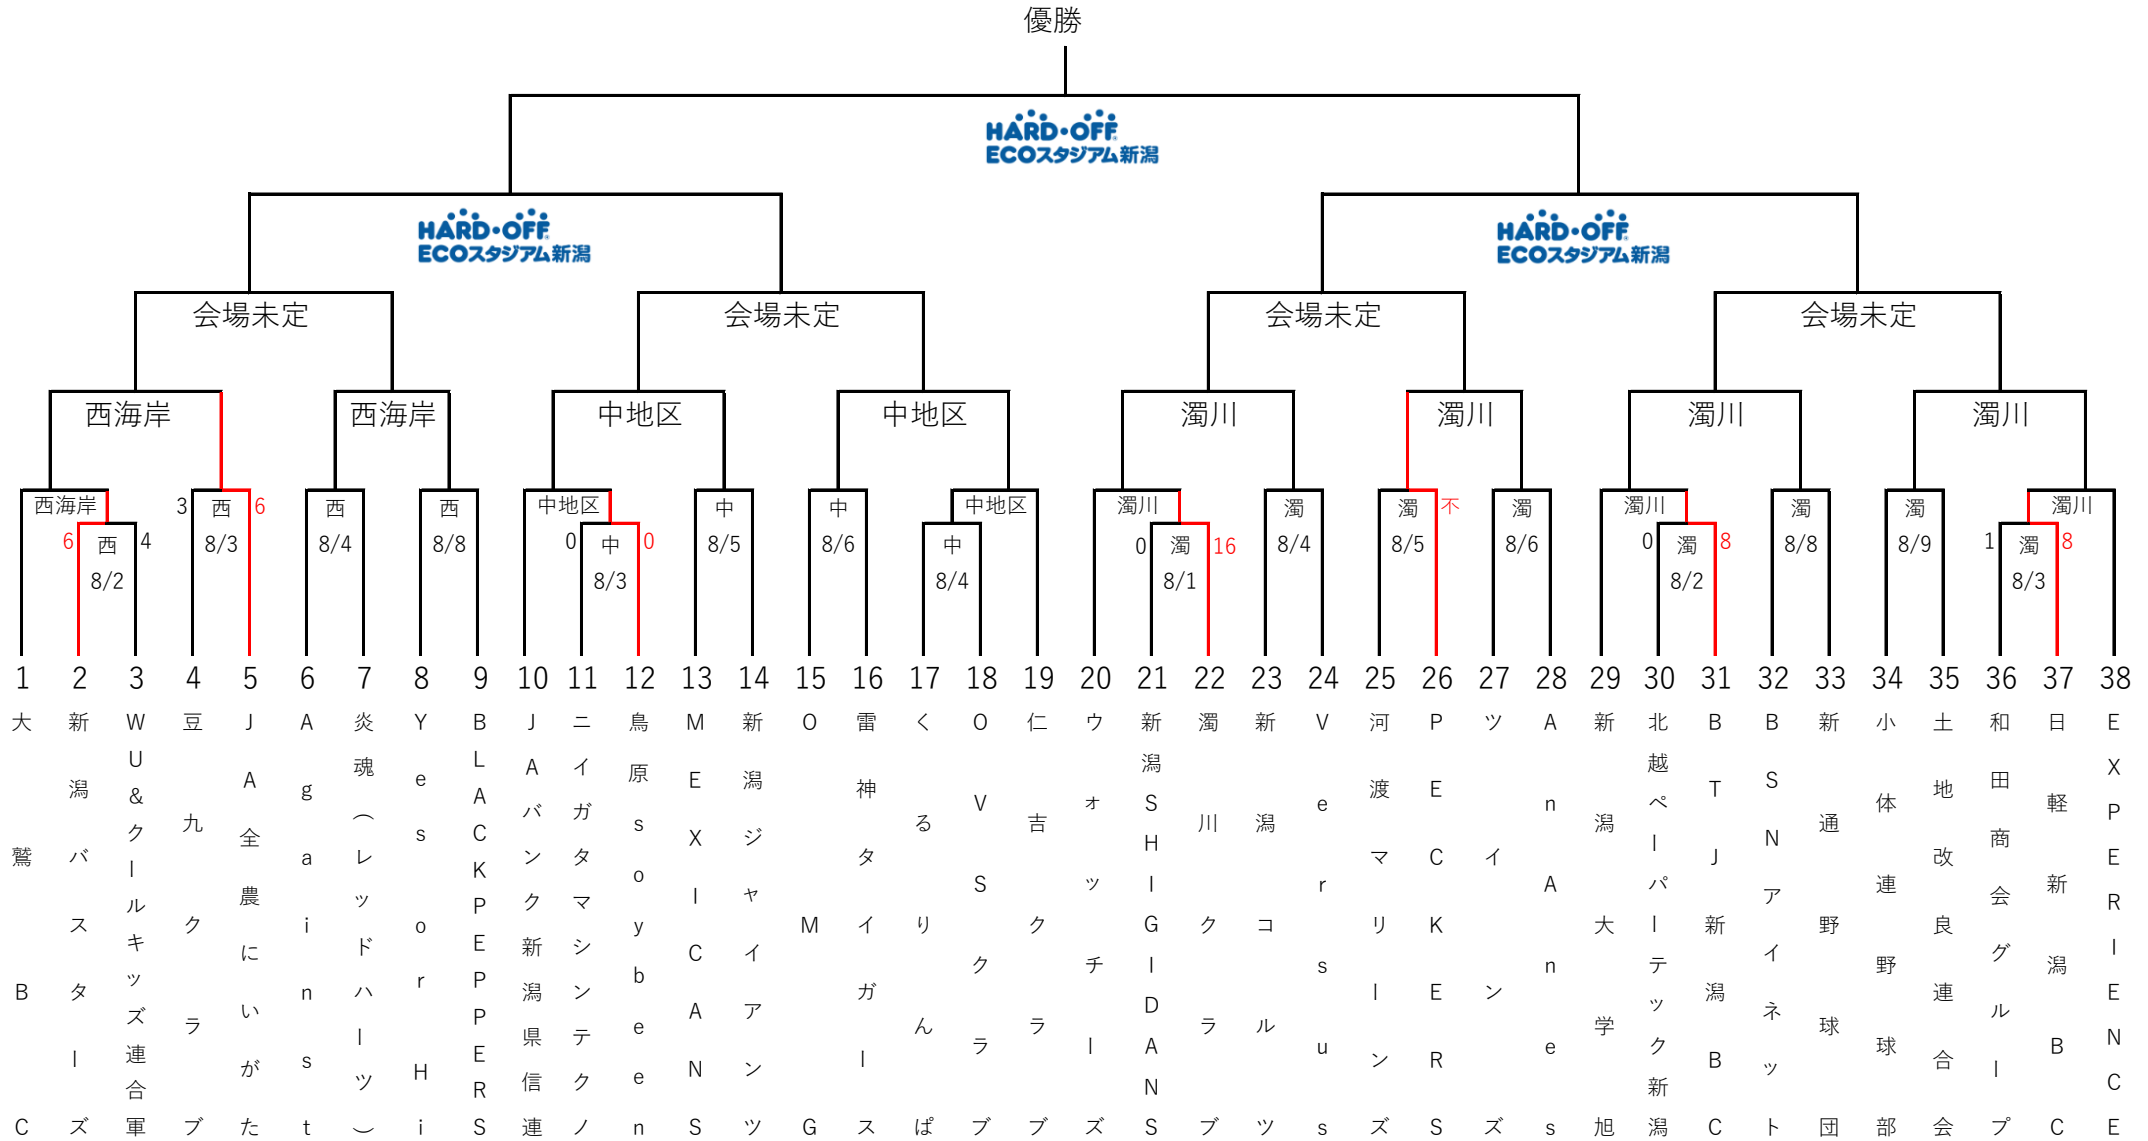 優勝
HARD・OFF
ECOスタジアム新潟
HARD・OFF
ECOスタジアム新潟
HARD・OFF
ECOスタジアム新潟
会場未定
会場未定
会場未定
会場未定
西海岸
西海岸
中地区
中地区
濁川
濁川
濁川
濁川
西海岸
6 西 4
8/2
3 西 6
8/3
西
8/4
西
8/8
中地区
0 中 0
8/3
中
8/5
中
8/6
中地区
中
8/4
濁川
0 濁 16
8/1
濁
8/4
濁 不
8/5
濁
8/6
濁川
0 濁 8
8/2
濁
8/8
濁
8/9
濁川
1 濁 8
8/3
1 2 3 4 5 6 7 8 9 10 11 12 13 14 15 16 17 18 19 20 21 22 23 24 25 26 27 28 29 30 31 32 33 34 35 36 37 38
大鷲BC
新潟バスターズ
WU&クールキッズ連合軍
豆九クラブ
JA全農にいがた
Against
炎魂（レッドハーツ）
Yes or Hi
BLACKPEPPERS
JAバンク新潟県信連
ニイガタマシンテクノ
鳥原soybeen
MEXICANS
新潟ジャイアンツ
OMG
雷神タイガース
くるりんぱ
OVSクラブ
仁吉クラブ
ウォッチーズ
新潟SHIGIDANS
濁川クラブ
新潟コルツ
Versus
河渡マリーンズ
PECKERS
ツインズ
AnAnes
新潟大学旭
北越ペーパーテック新潟
BTJ新潟BC
BSNアイネット
新通野球団
小体連野球部
土地改良連合会
和田商会グループ
日軽新潟BC
EXPERIENCE